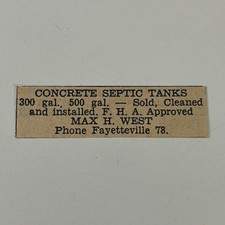 CONCRETE SEPTIC TANKS
300 gal., 500 gal. — Sold, Cleaned
and installed. F. H. A. Approved
MAX H. WEST
Phone Fayetteville 78.